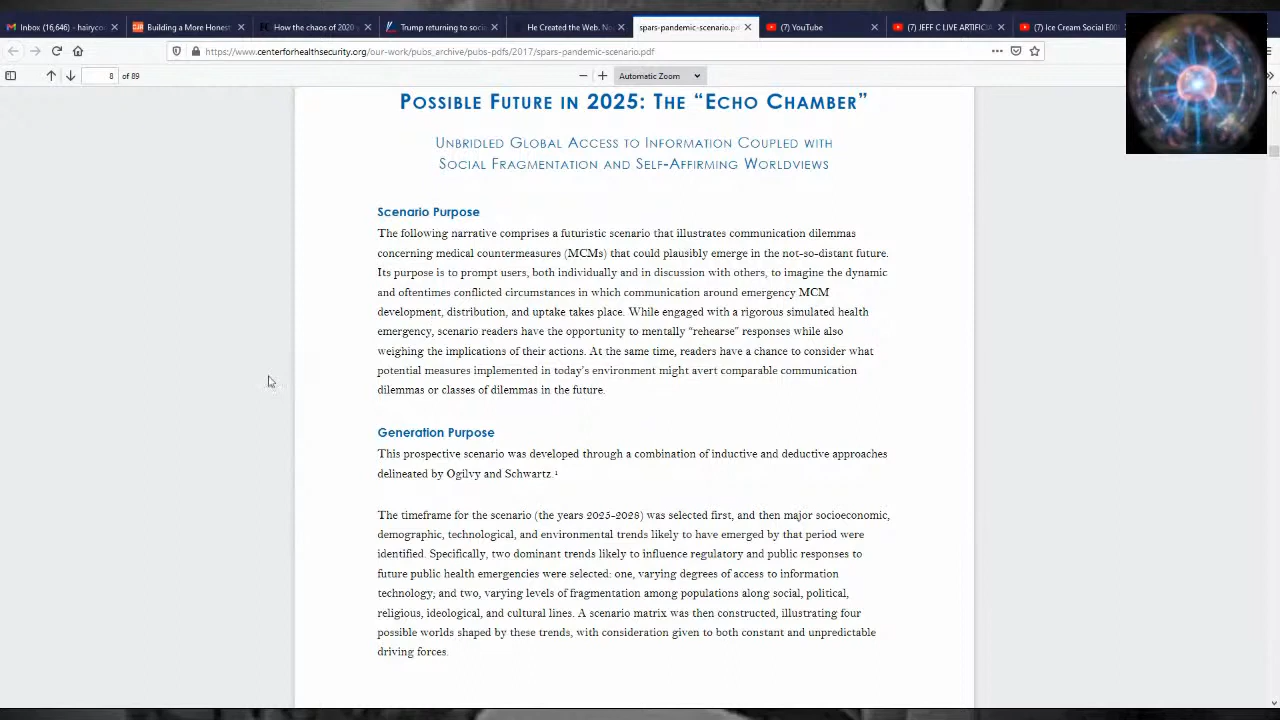 Inbox (16,646) - hairyco
Building a More Honest
How the chaos of 2020
Trump returning to soci
He Created the Web. No
spars-pandemic-scenario.p
(7) YouTube
(7) JEFF C LIVE ARTIFICIA
(7) Ice Cream Social E00
https://www.centerforhealthsecurity.org/our-work/pubs_archive/pubs-pdfs/2017/spars-pandemic-scenario.pdf
8 of 89
Automatic Zoom
POSSIBLE FUTURE IN 2025: THE “ECHO CHAMBER”
UNBRIDLED GLOBAL ACCESS TO INFORMATION COUPLED WITH
SOCIAL FRAGMENTATION AND SELF-AFFIRMING WORLDVIEWS
Scenario Purpose
The following narrative comprises a futuristic scenario that illustrates communication dilemmas
concerning medical countermeasures (MCMs) that could plausibly emerge in the not-so-distant future.
Its purpose is to prompt users, both individually and in discussion with others, to imagine the dynamic
and oftentimes conflicted circumstances in which communication around emergency MCM
development, distribution, and uptake takes place. While engaged with a rigorous simulated health
emergency, scenario readers have the opportunity to mentally “rehearse” responses while also
weighing the implications of their actions. At the same time, readers have a chance to consider what
potential measures implemented in today’s environment might avert comparable communication
dilemmas or classes of dilemmas in the future.
Generation Purpose
This prospective scenario was developed through a combination of inductive and deductive approaches
delineated by Ogilvy and Schwartz.¹
The timeframe for the scenario (the years 2025-2028) was selected first, and then major socioeconomic,
demographic, technological, and environmental trends likely to have emerged by that period were
identified. Specifically, two dominant trends likely to influence regulatory and public responses to
future public health emergencies were selected: one, varying degrees of access to information
technology; and two, varying levels of fragmentation among populations along social, political,
religious, ideological, and cultural lines. A scenario matrix was then constructed, illustrating four
possible worlds shaped by these trends, with consideration given to both constant and unpredictable
driving forces.